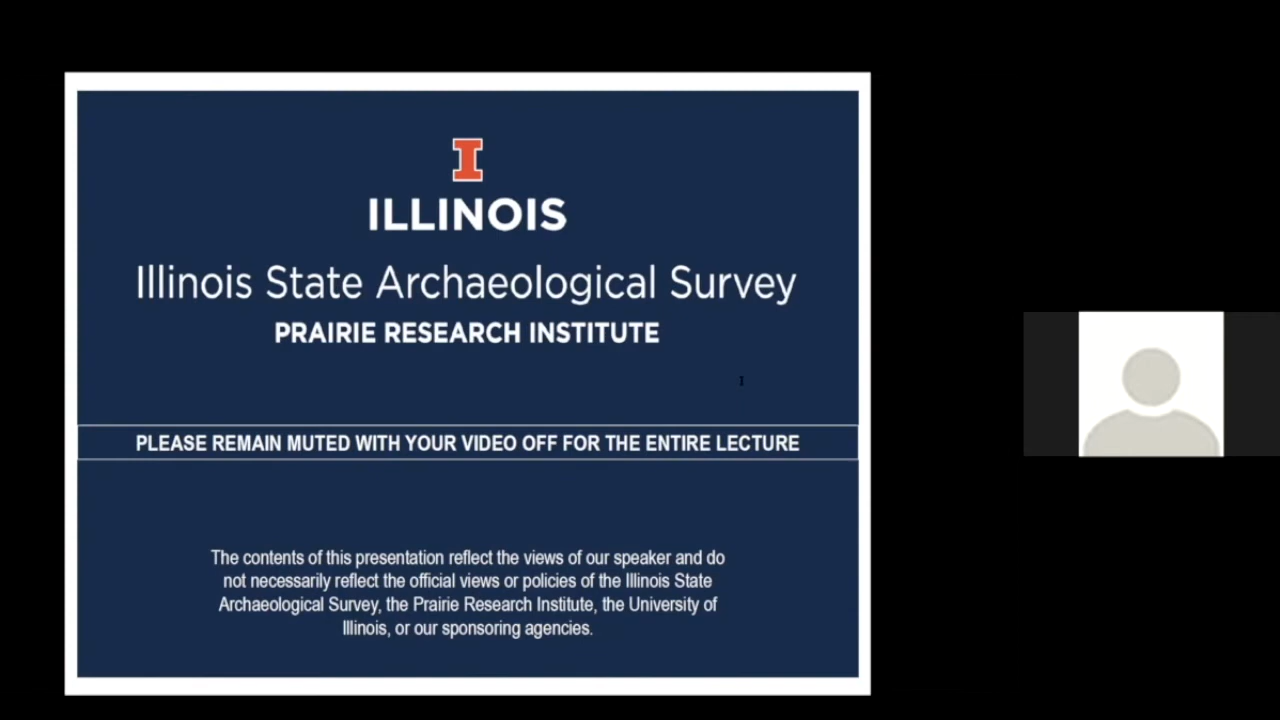 I
ILLINOIS
Illinois State Archaeological Survey
PRAIRIE RESEARCH INSTITUTE
PLEASE REMAIN MUTED WITH YOUR VIDEO OFF FOR THE ENTIRE LECTURE
The contents of this presentation reflect the views of our speaker and do
not necessarily reflect the official views or policies of the Illinois State
Archaeological Survey, the Prairie Research Institute, the University of
Illinois, or our sponsoring agencies.